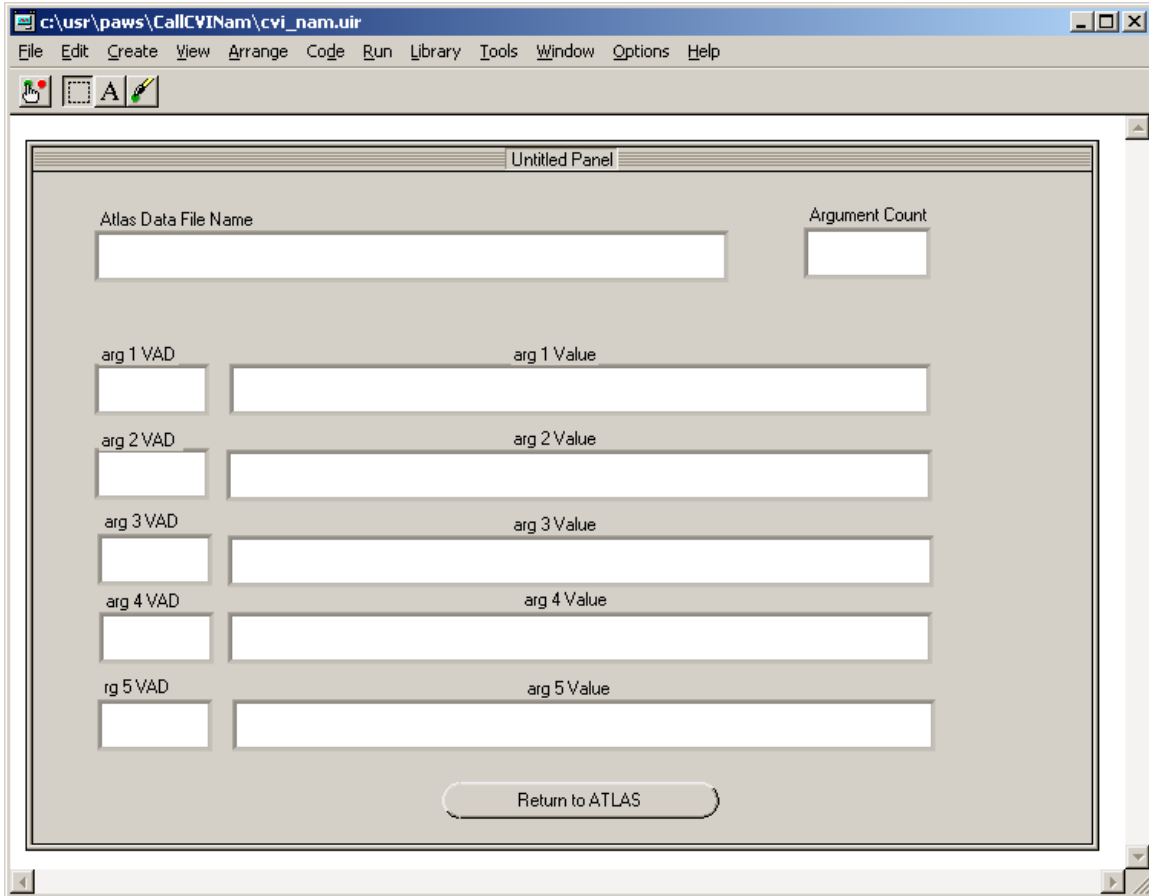 c:\usr\paws\CallCVINam\cvi_nam.uir
File Edit Create View Arrange Code Run Library Tools Window Options Help
A
Untitled Panel
Atlas Data File Name Argument Count
arg 1 VAD arg 1 Value
arg 2 VAD arg 2 Value
arg 3 VAD arg 3 Value
arg 4 VAD arg 4 Value
rg 5 VAD arg 5 Value
Return to ATLAS